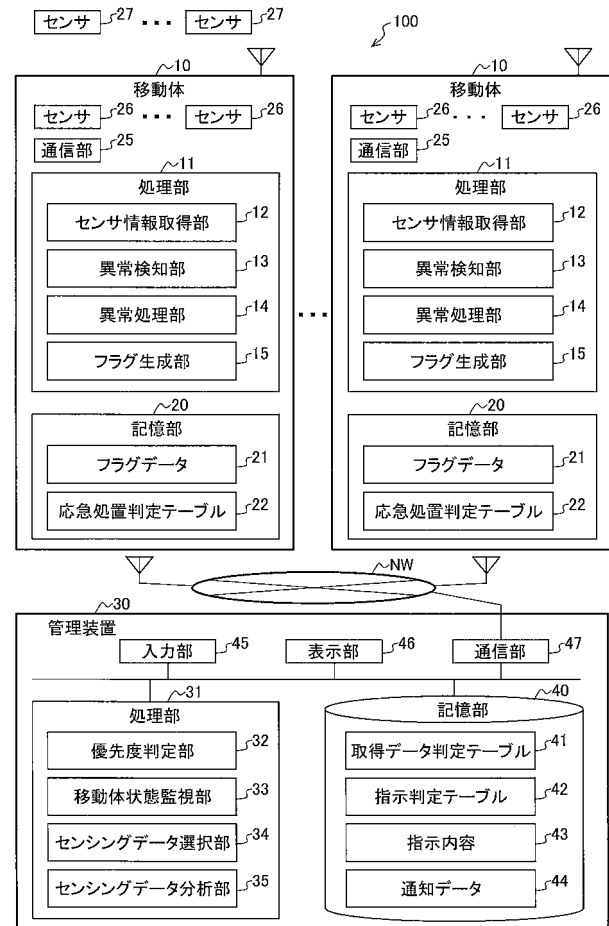 センサ 27 ・・・ センサ 27
100
10 10
移動体 移動体
センサ 26 ・・・ センサ 26 センサ 26 ・・・ センサ 26
通信部 25 通信部 25
11 11
処理部 処理部
センサ情報取得部 12 センサ情報取得部 12
異常検知部 13 異常検知部 13
異常処理部 14 ・・・ 異常処理部 14
フラグ生成部 15 フラグ生成部 15
20 20
記憶部 記憶部
フラグデータ 21 フラグデータ 21
応急処置判定テーブル 22 応急処置判定テーブル 22
NW
30
管理装置
入力部 45 表示部 46 通信部 47
31 40
処理部 記憶部
優先度判定部 32 取得データ判定テーブル 41
移動体状態監視部 33 指示判定テーブル 42
センシングデータ選択部 34 指示内容 43
センシングデータ分析部 35 通知データ 44